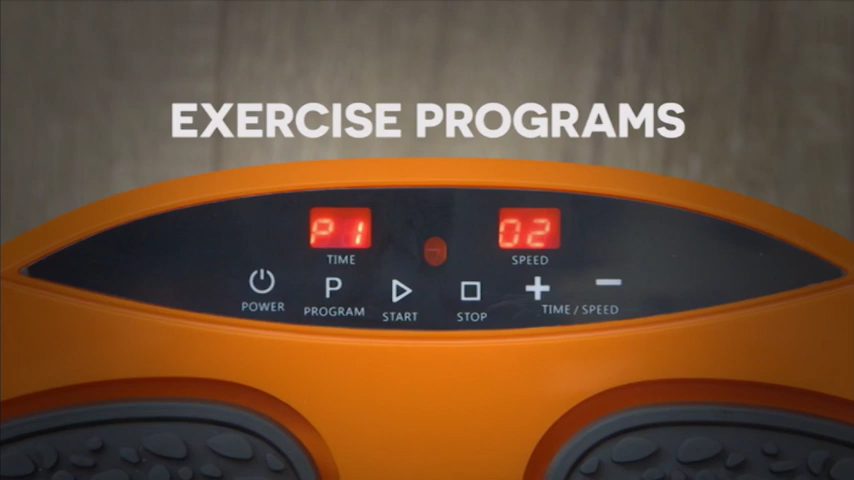 EXERCISE PROGRAMS
P1 02
TIME SPEED
P
POWER PROGRAM START STOP TIME / SPEED